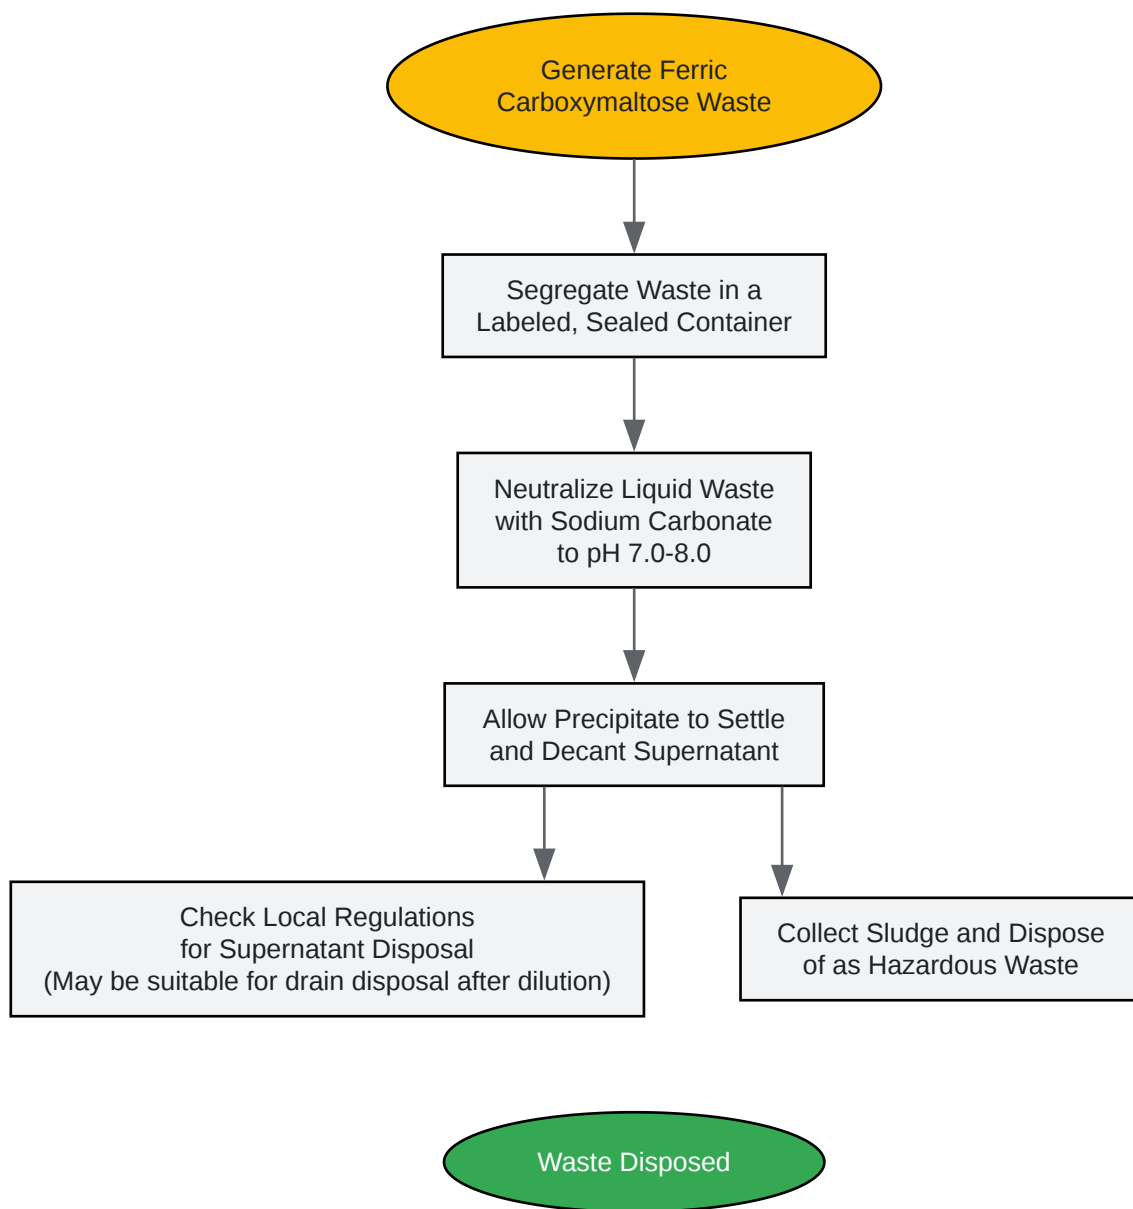 Generate Ferric
Carboxymaltose Waste
Segregate Waste in a
Labeled, Sealed Container
Neutralize Liquid Waste
with Sodium Carbonate
to pH 7.0-8.0
Allow Precipitate to Settle
and Decant Supernatant
Check Local Regulations
for Supernatant Disposal
(May be suitable for drain disposal after dilution)
Collect Sludge and Dispose
of as Hazardous Waste
Waste Disposed